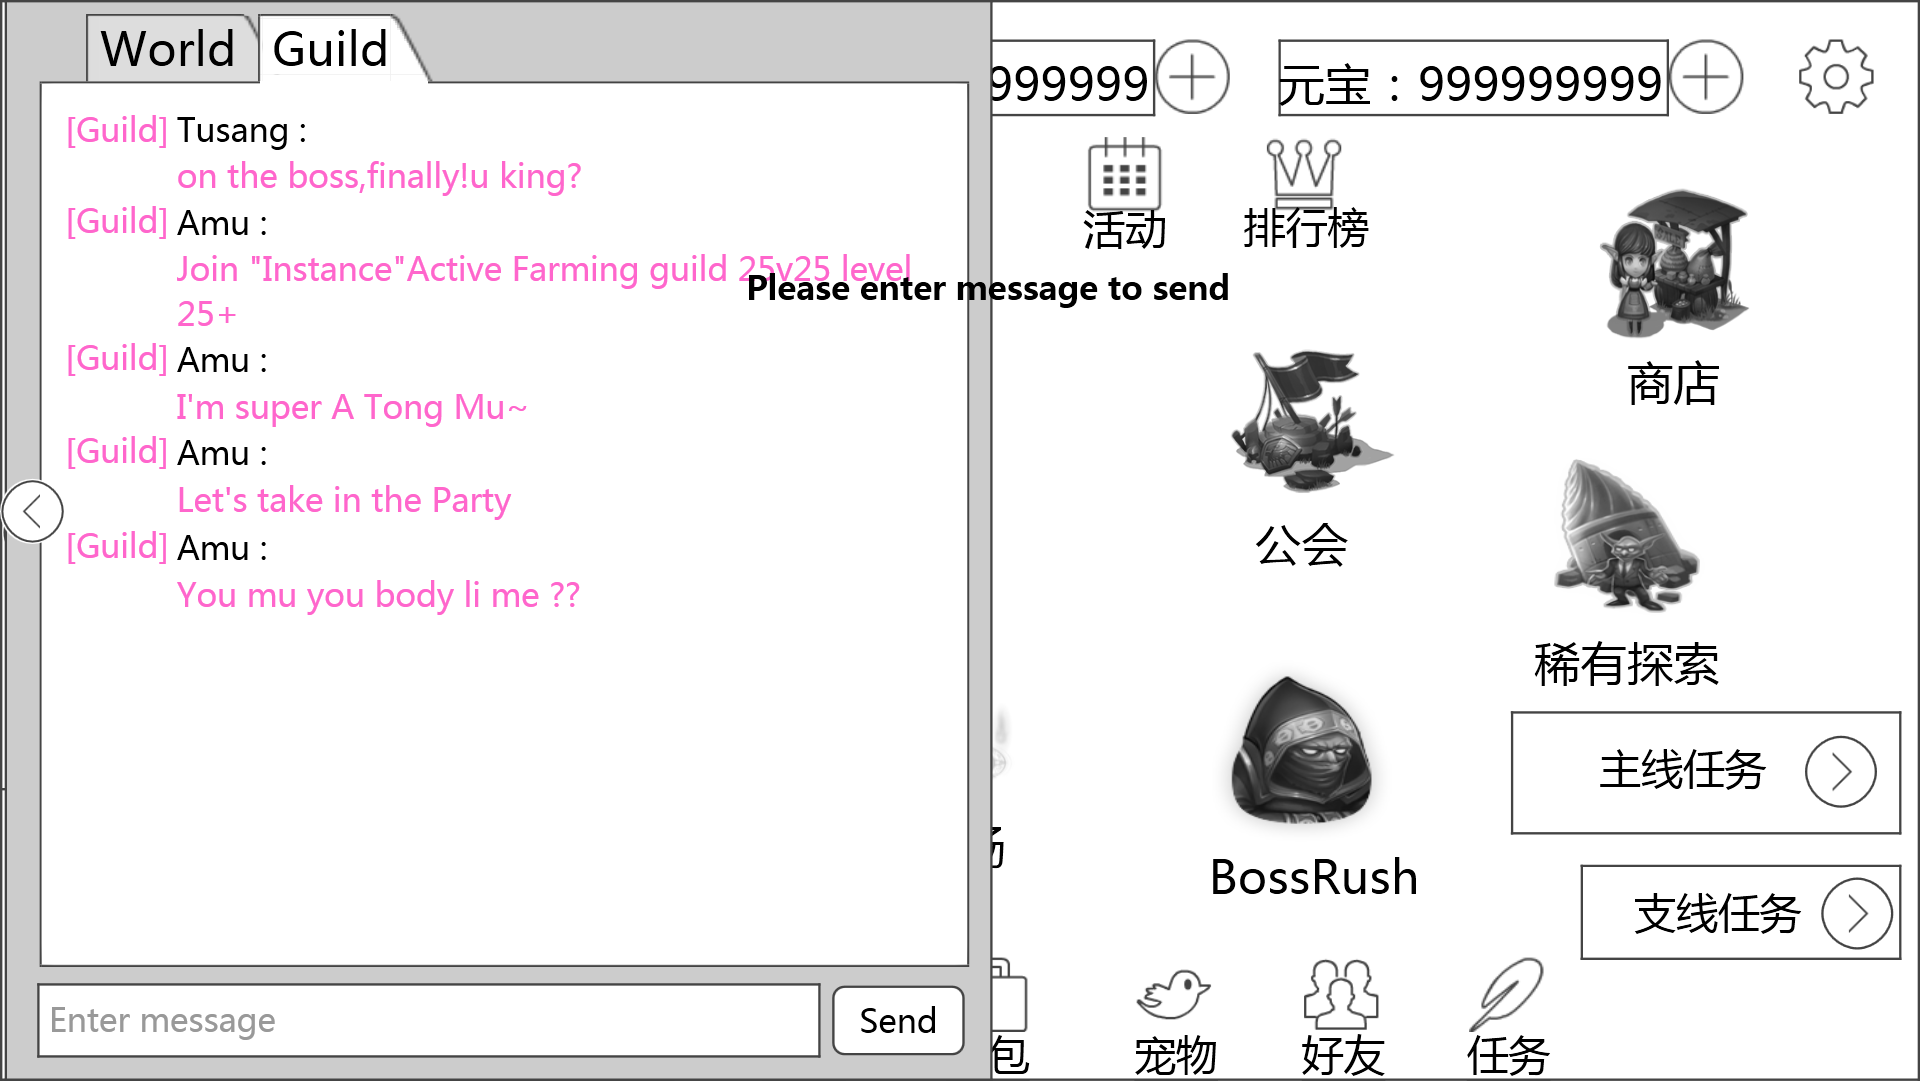 World
Guild
[Guild] Tusang :
on the boss,finally!u king?
[Guild] Amu :
Join "Instance"Active Farming guild 25v25 level
25+
[Guild] Amu :
I'm super A Tong Mu~
[Guild] Amu :
Let's take in the Party
[Guild] Amu :
You mu you body li me ??
Enter message
Send
Please enter message to send
999999
元宝：999999999
活动
排行榜
商店
公会
稀有探索
BossRush
主线任务
支线任务
包
宠物
好友
任务